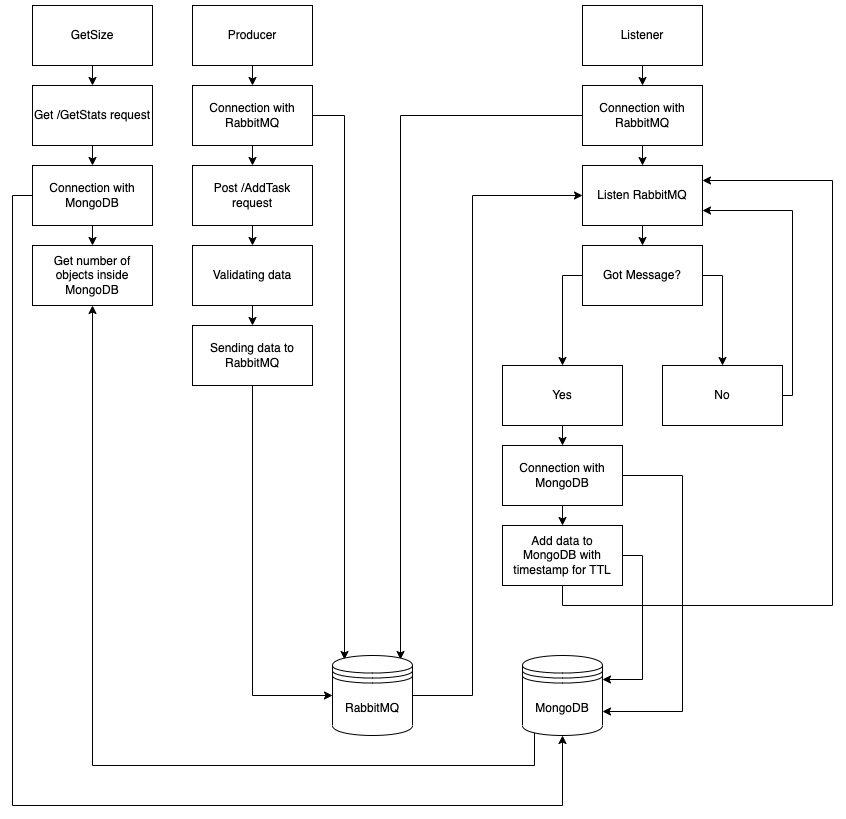 GetSize
Get /GetStats request
Connection with
MongoDB
Get number of
objects inside
MongoDB
Producer
Connection with
RabbitMQ
Post /AddTask
request
Validating data
Sending data to
RabbitMQ
Listener
Connection with
RabbitMQ
Listen RabbitMQ
Got Message?
Yes
No
Connection with
MongoDB
Add data to
MongoDB with
timestamp for TTL
RabbitMQ
MongoDB